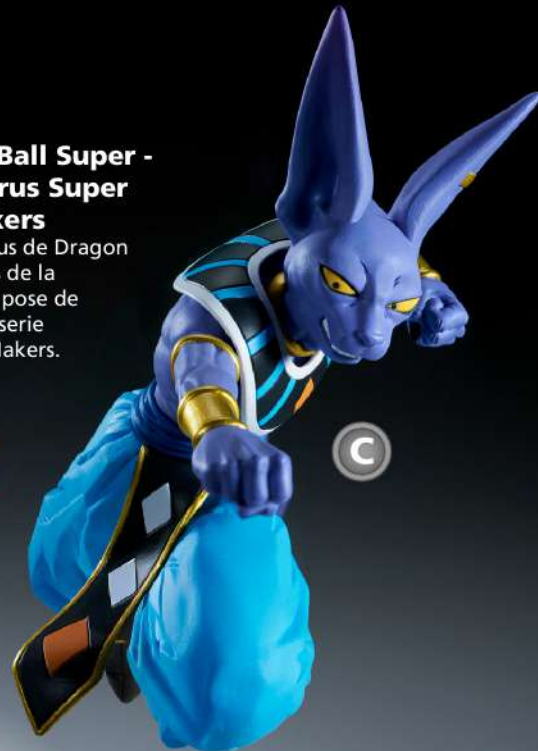 Ball Super -
rus Super
kers
us de Dragon
s de la
pose de
serie
Makers.
C